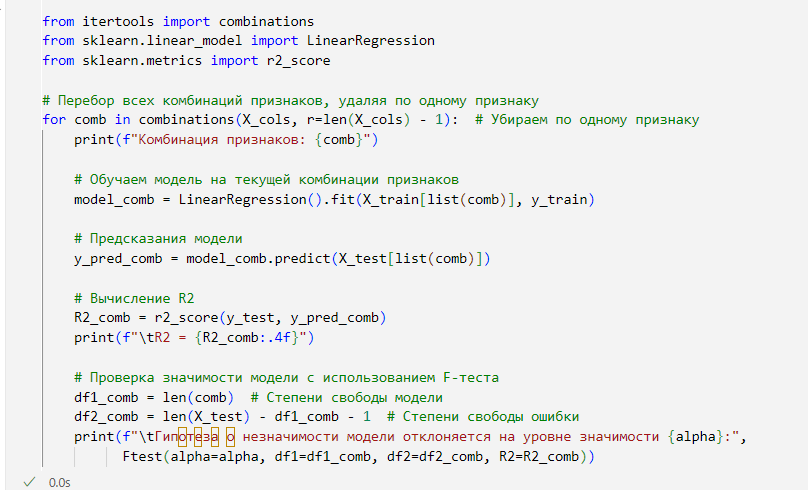 from itertools import combinations
from sklearn.linear_model import LinearRegression
from sklearn.metrics import r2_score
# Перебор всех комбинаций признаков, удаляя по одному признаку
for comb in combinations(X_cols, r=len(X_cols) - 1):  # Убираем по одному признаку
    print(f"Комбинация признаков: {comb}")
    # Обучаем модель на текущей комбинации признаков
    model_comb = LinearRegression().fit(X_train[list(comb)], y_train)
    # Предсказания модели
    y_pred_comb = model_comb.predict(X_test[list(comb)])
    # Вычисление R2
    R2_comb = r2_score(y_test, y_pred_comb)
    print(f"\tR2 = {R2_comb:.4f}")
    # Проверка значимости модели с использованием F-теста
    df1_comb = len(comb)  # Степени свободы модели
    df2_comb = len(X_test) - df1_comb - 1  # Степени свободы ошибки
    print(f"\tГипотеза о незначимости модели отклоняется на уровне значимости {alpha}:",
          Ftest(alpha=alpha, df1=df1_comb, df2=df2_comb, R2=R2_comb))
0.0s